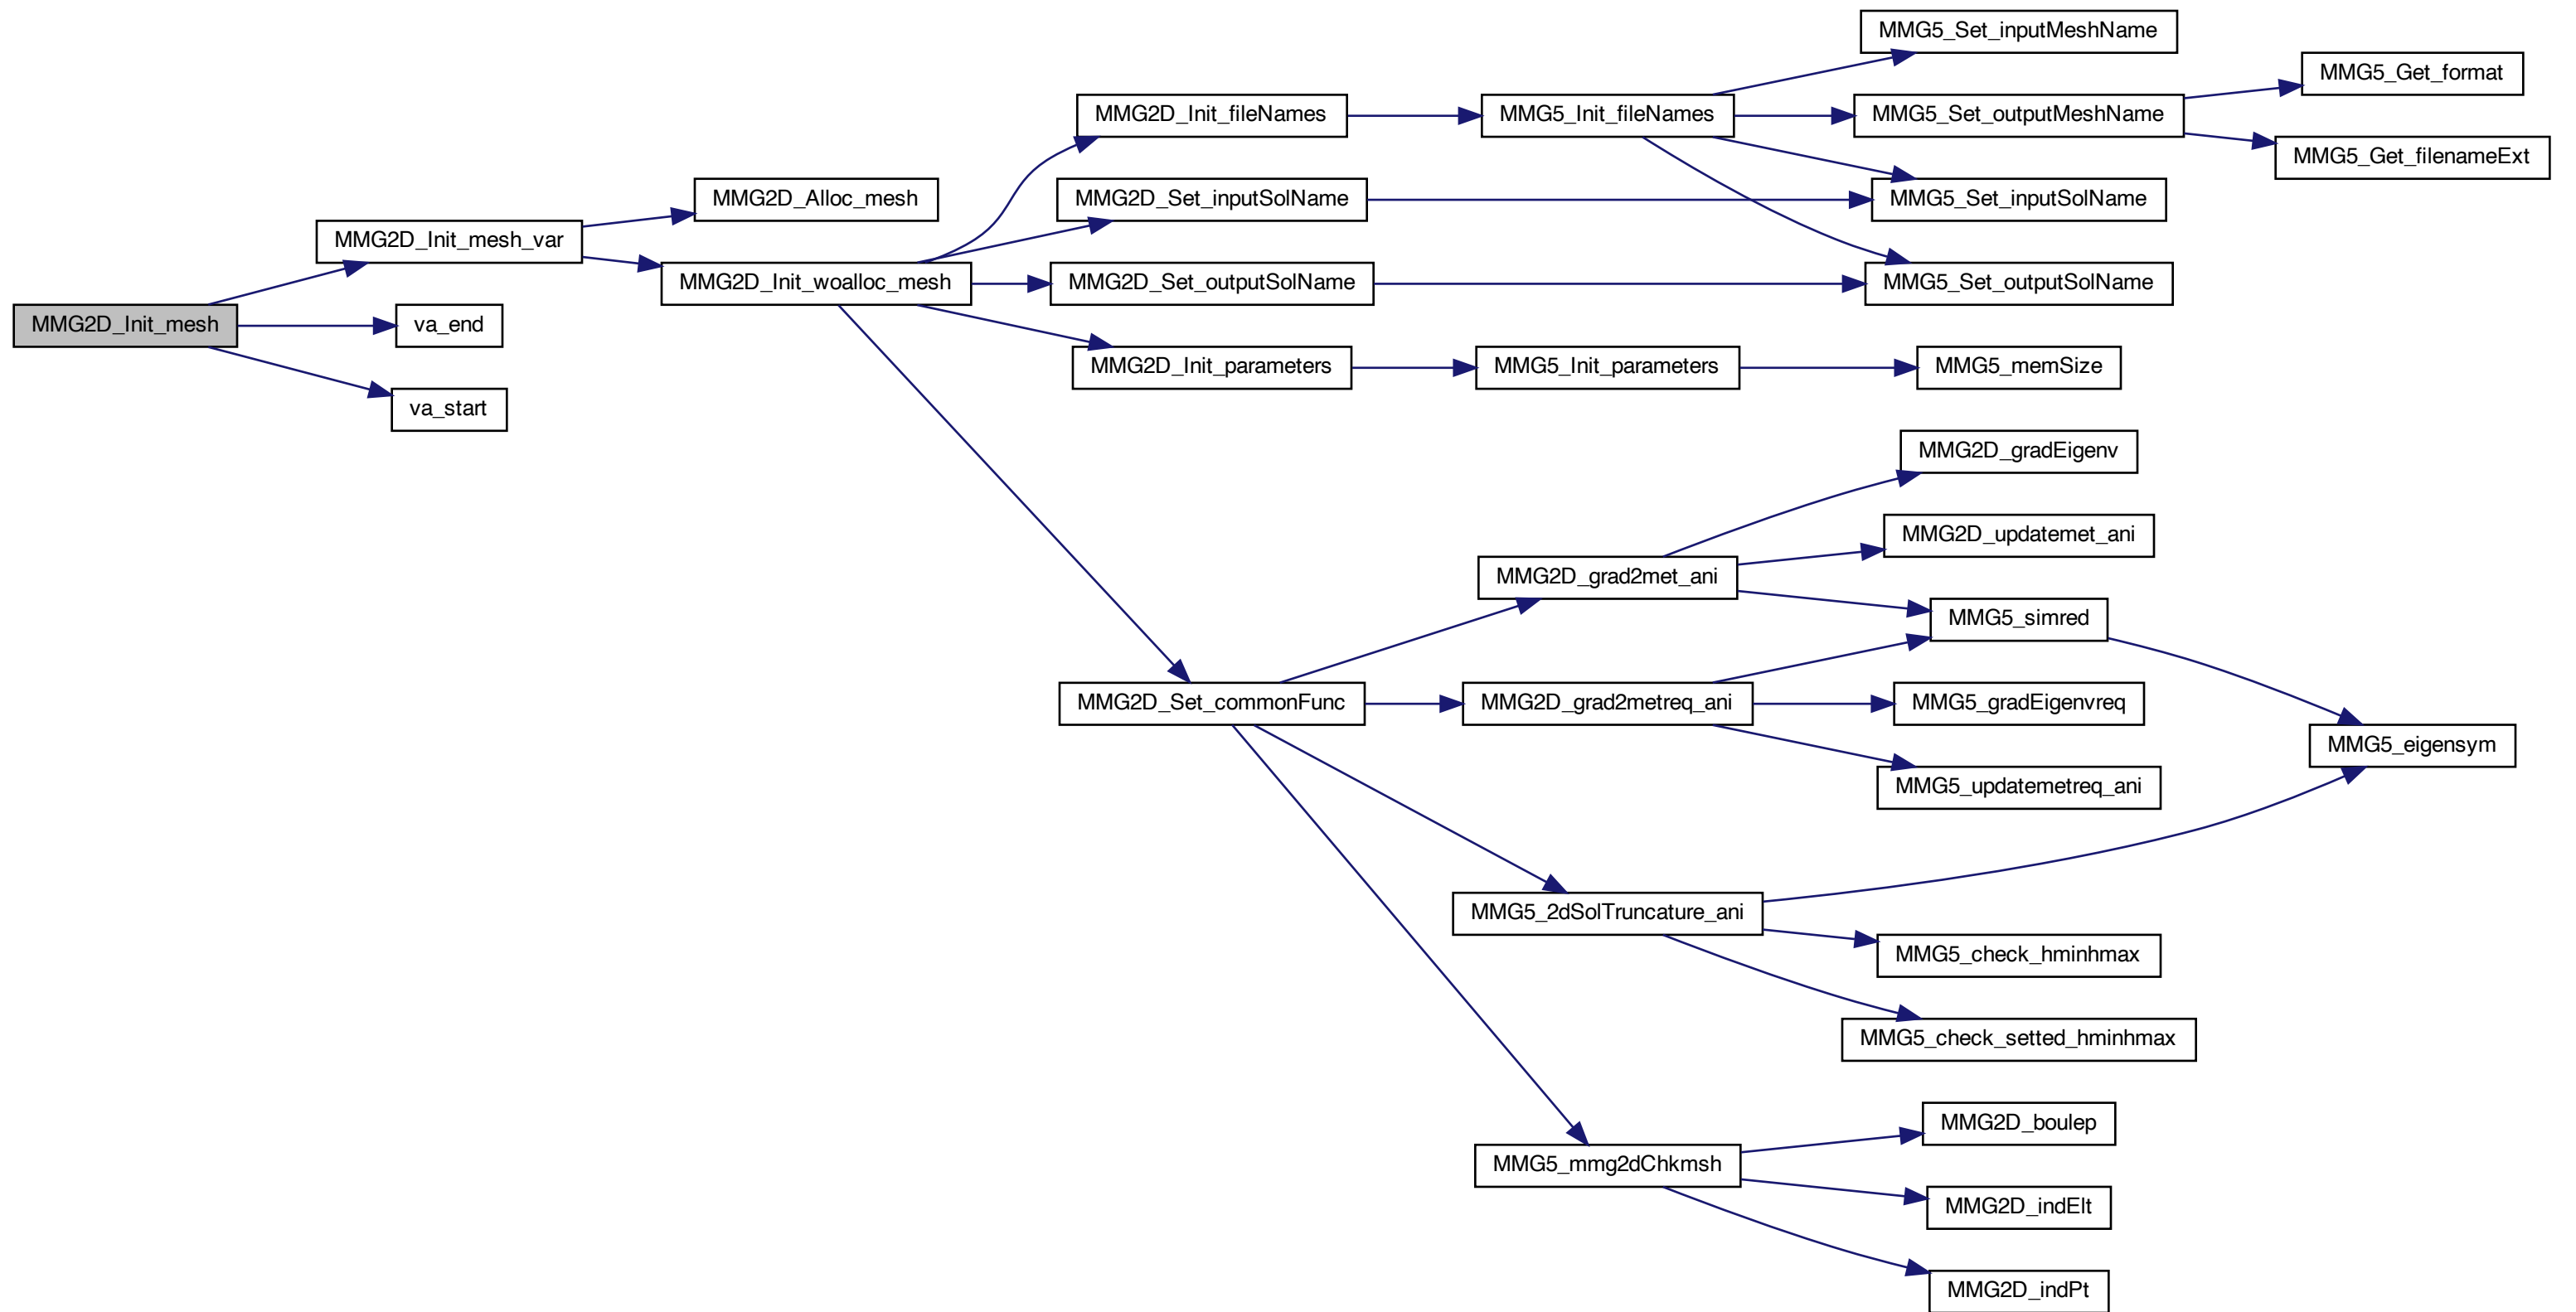 MMG2D_Init_mesh
MMG2D_Init_mesh_var
va_end
va_start
MMG2D_Alloc_mesh
MMG2D_Init_woalloc_mesh
MMG2D_Init_fileNames
MMG2D_Set_inputSolName
MMG2D_Set_outputSolName
MMG2D_Init_parameters
MMG2D_Set_commonFunc
MMG5_Init_fileNames
MMG5_Init_parameters
MMG2D_grad2met_ani
MMG2D_grad2metreq_ani
MMG5_2dSolTruncature_ani
MMG5_mmg2dChkmsh
MMG5_Set_inputMeshName
MMG5_Set_outputMeshName
MMG5_Set_inputSolName
MMG5_Set_outputSolName
MMG5_memSize
MMG2D_gradEigenv
MMG2D_updatemet_ani
MMG5_simred
MMG5_gradEigenvreq
MMG5_updatemetreq_ani
MMG5_check_hminhmax
MMG5_check_setted_hminhmax
MMG2D_boulep
MMG2D_indElt
MMG2D_indPt
MMG5_Get_format
MMG5_Get_filenameExt
MMG5_eigensym